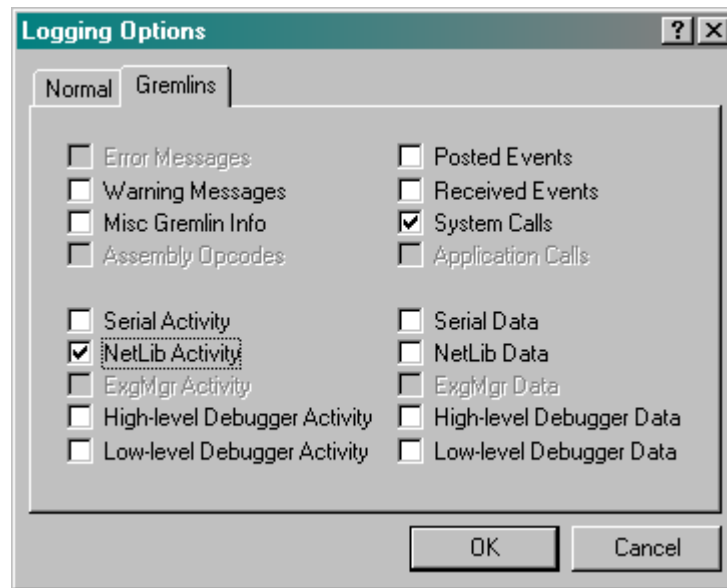 Logging Options
Normal Gremlins
Error Messages Posted Events
Warning Messages Received Events
Misc Gremlin Info System Calls
Assembly Opcodes Application Calls
Serial Activity Serial Data
NetLib Activity NetLib Data
ExgMgr Activity ExgMgr Data
High-level Debugger Activity High-level Debugger Data
Low-level Debugger Activity Low-level Debugger Data
OK Cancel